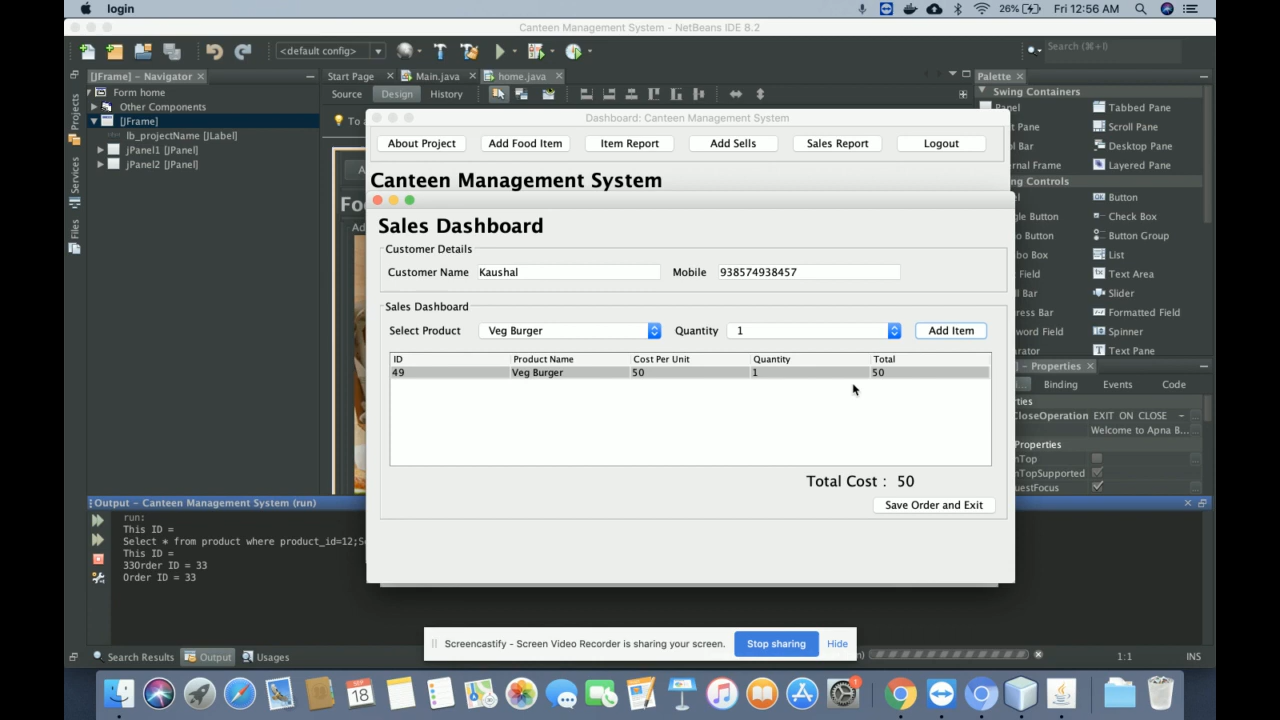 login
26%
Fri 12:56 AM
Canteen Management System - NetBeans IDE 8.2
<default config>
Search (⌘+I)
[JFrame] - Navigator
Start Page
Main.java
home.java
Palette
Form home
Source
Design
History
Swing Containers
Other Components
Tabbed Pane
[JFrame]
Scroll Pane
lb_projectName [JLabel]
Desktop Pane
jPanel1 [JPanel]
Layered Pane
jPanel2 [JPanel]
Projects
Services
Files
Dashboard: Canteen Management System
About Project
Add Food Item
Item Report
Add Sells
Sales Report
Logout
Canteen Management System
Sales Dashboard
Customer Details
Customer Name
Kaushal
Mobile
938574938457
Sales Dashboard
Select Product
Veg Burger
Quantity
1
Add Item
ID
Product Name
Cost Per Unit
Quantity
Total
49
Veg Burger
50
1
50
Total Cost : 50
Save Order and Exit
Button
Check Box
Button Group
List
Text Area
Slider
Formatted Field
Spinner
Text Pane
- Properties
Binding
Events
Code
EXIT_ON_CLOSE
Welcome to Apna B...
Properties
Output - Canteen Management System (run)
run:
This ID =
Select * from product where product_id=12;S
This ID =
33Order ID = 33
Order ID = 33
Screencastify - Screen Video Recorder is sharing your screen.
Stop sharing
Hide
Search Results
Output
Usages
1:1
INS
SEP
18
1